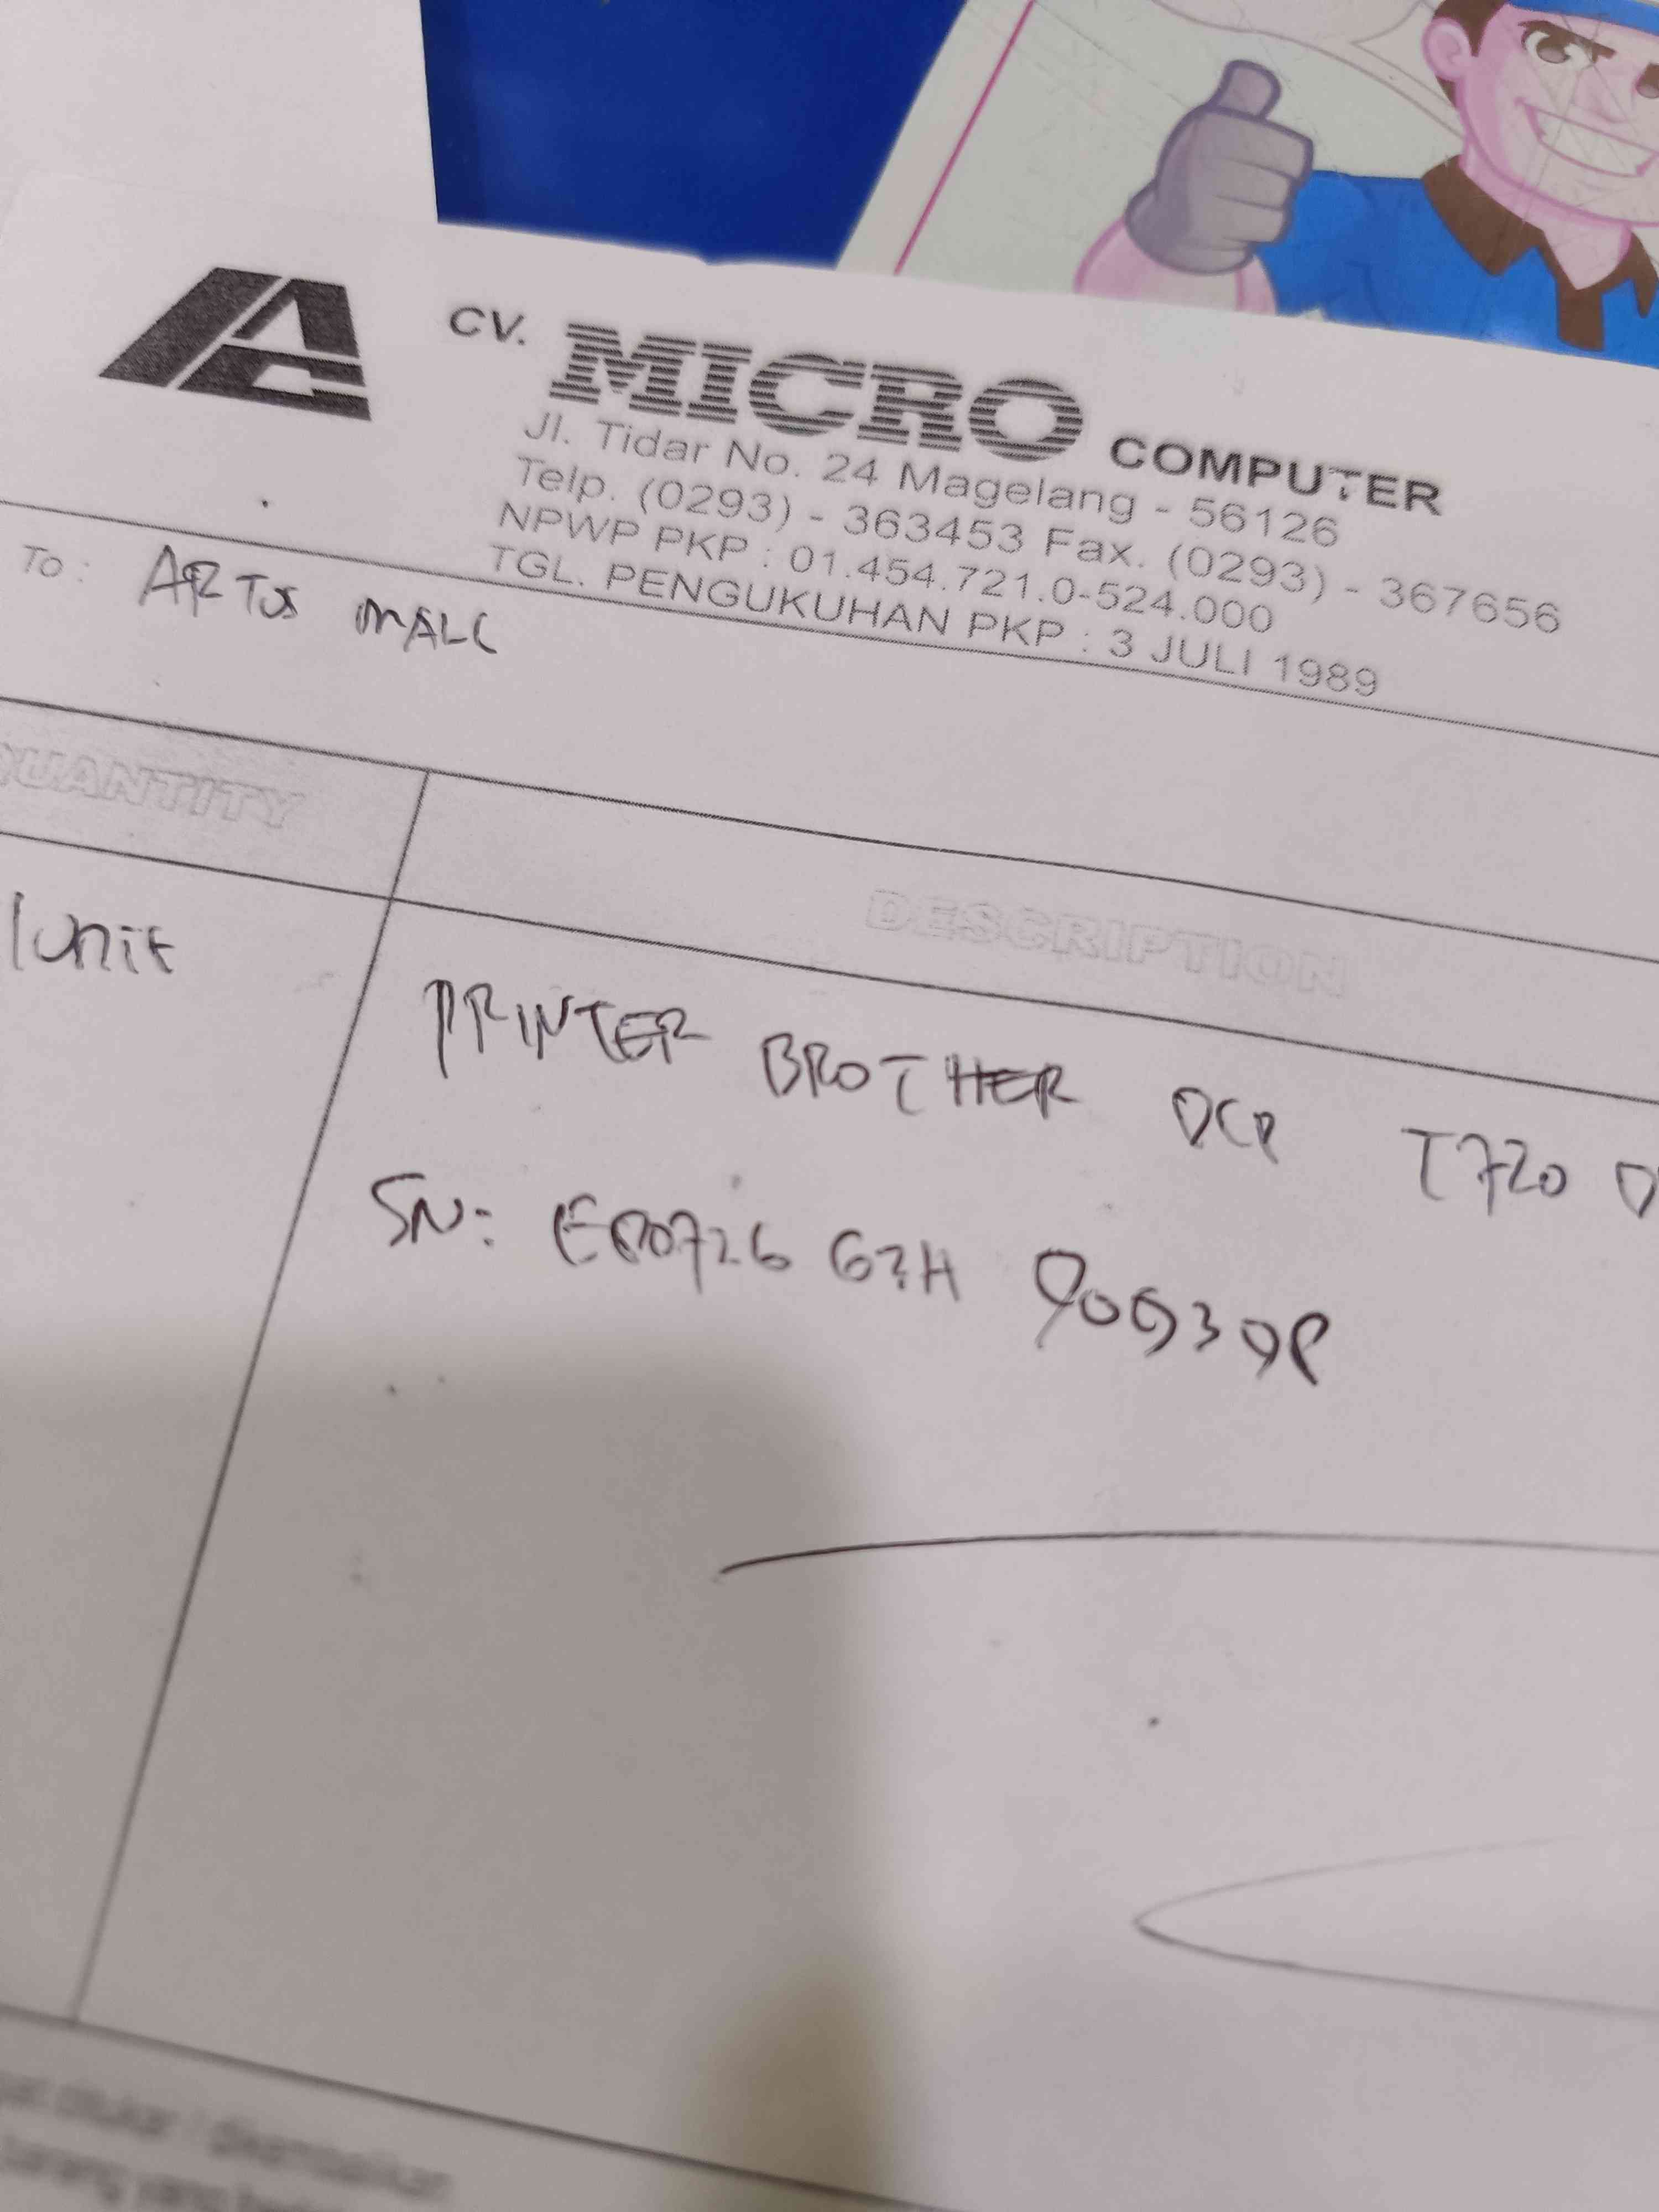 CV. MICRO COMPUTER
Jl. Tidar No. 24 Magelang - 56126
Telp. (0293) - 363453 Fax. (0293) - 367656
NPWP PKP : 01.454.721.0-524.000
TGL. PENGUKUHAN PKP : 3 JULI 1989
To: ARTOS MALL
QUANTITY DESCRIPTION
1 Unit PRINTER BROTHER DCP T720 D
SN: